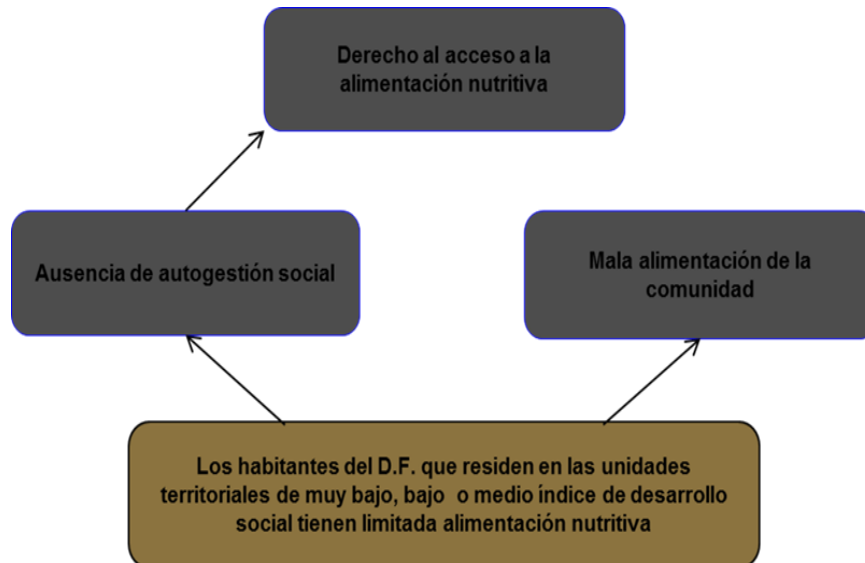 Derecho al acceso a la
alimentación nutritiva
Ausencia de autogestión social
Mala alimentación de la
comunidad
Los habitantes del D.F. que residen en las unidades
territoriales de muy bajo, bajo o medio índice de desarrollo
social tienen limitada alimentación nutritiva